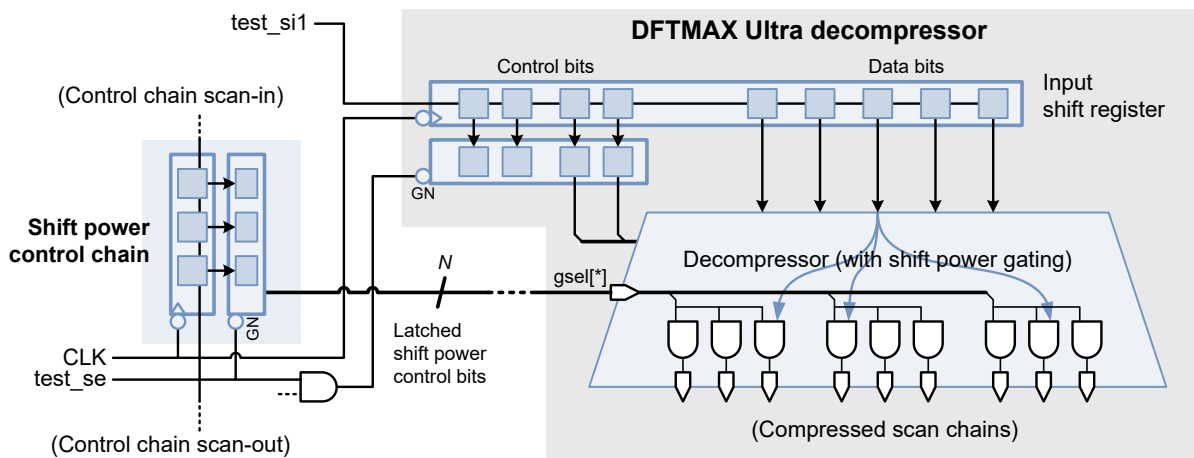 test_si1
DFTMAX Ultra decompressor
Control bits
Data bits
Input
shift register
(Control chain scan-in)
GN
Shift power
control chain
Decompressor (with shift power gating)
N
gsel[*]
GN
Latched
shift power
control bits
CLK
test_se
(Control chain scan-out)
(Compressed scan chains)